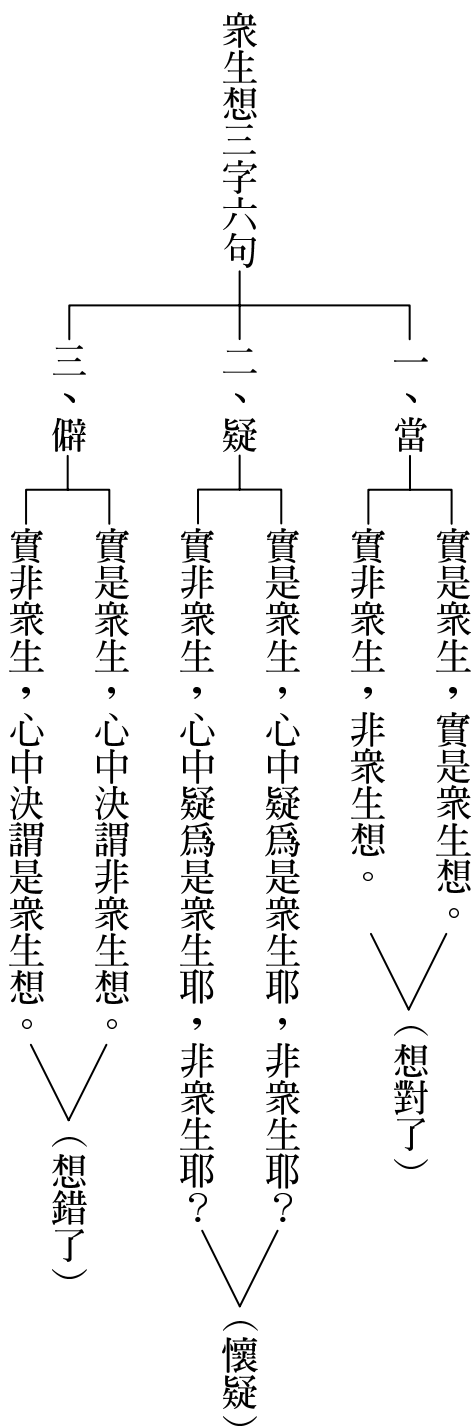 衆生想三字六句
一、當
實是衆生，實是衆生想。
實非衆生，非衆生想。
（想對了）
二、疑
實是衆生，心中疑爲是衆生耶，非衆生耶？
實非衆生，心中疑爲是衆生耶，非衆生耶？
（懷疑）
三、僻
實是衆生，心中決謂非衆生想。
實非衆生，心中決謂是衆生想。
（想錯了）